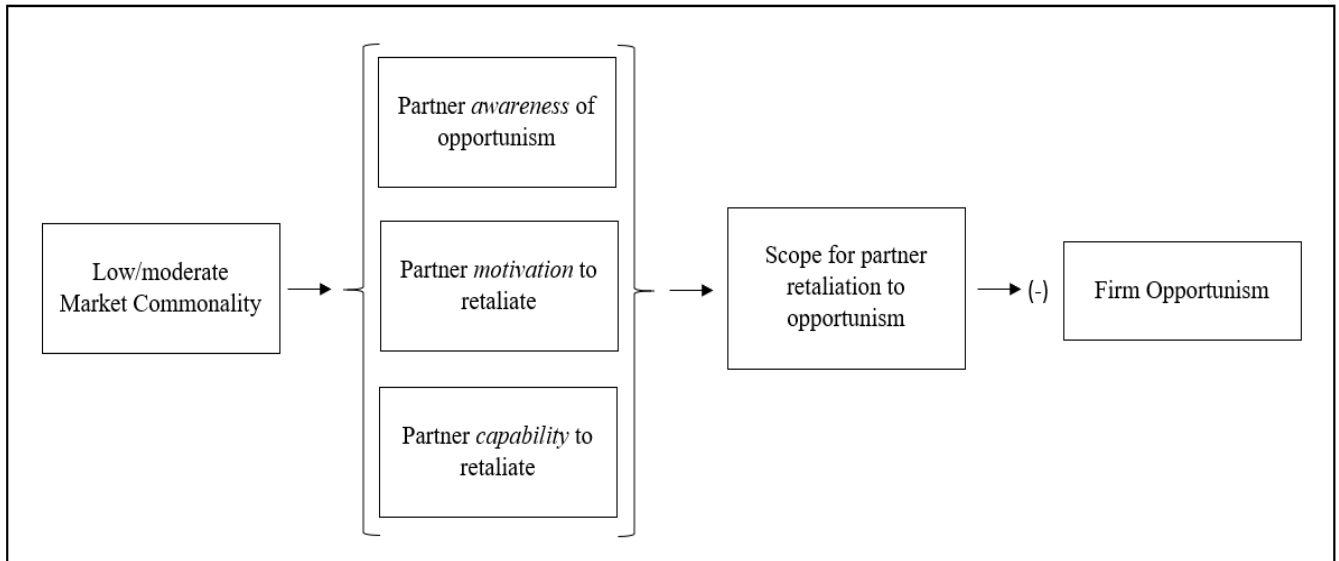 Low/moderate
Market Commonality
Partner awareness of
opportunism
Partner motivation to
retaliate
Partner capability to
retaliate
Scope for partner
retaliation to
opportunism
(-)
Firm Opportunism